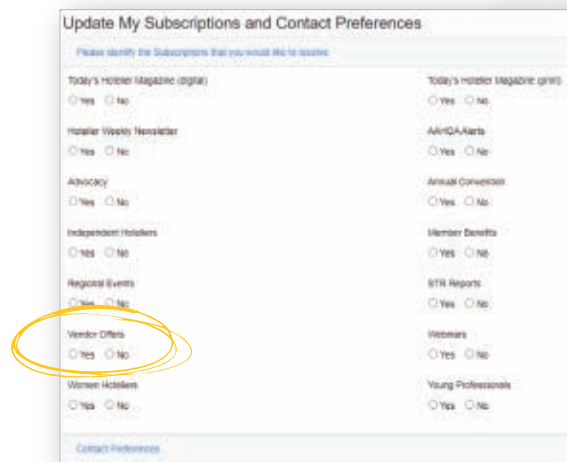 Update My Subscriptions and Contact Preferences
Please identify the Subscriptions that you would like to receive
Today's Hotelier Magazine (digital)
Yes No
Today's Hotelier Magazine (print)
Yes No
Hotelier Weekly Newsletter
Yes No
AAHOA Alerts
Yes No
Advocacy
Yes No
Annual Convention
Yes No
Independent Hoteliers
Yes No
Member Benefits
Yes No
Regional Events
Yes No
STR Reports
Yes No
Vendor Offers
Yes No
Webinars
Yes No
Women Hoteliers
Yes No
Young Professionals
Yes No
Contact Preferences